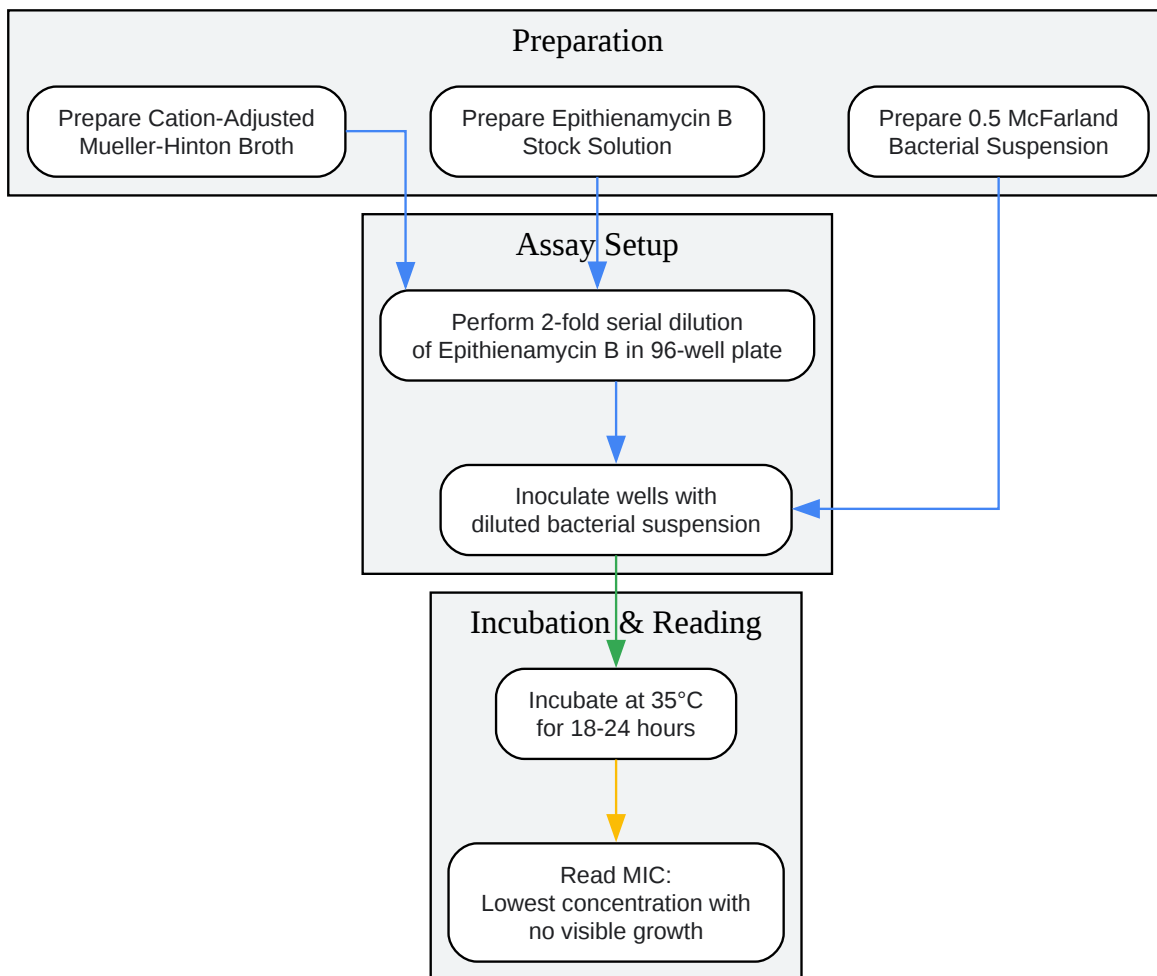 Preparation
Prepare Cation-Adjusted
Mueller-Hinton Broth
Prepare Epithienamycin B
Stock Solution
Prepare 0.5 McFarland
Bacterial Suspension
Assay Setup
Perform 2-fold serial dilution
of Epithienamycin B in 96-well plate
Inoculate wells with
diluted bacterial suspension
Incubation & Reading
Incubate at 35°C
for 18-24 hours
Read MIC:
Lowest concentration with
no visible growth